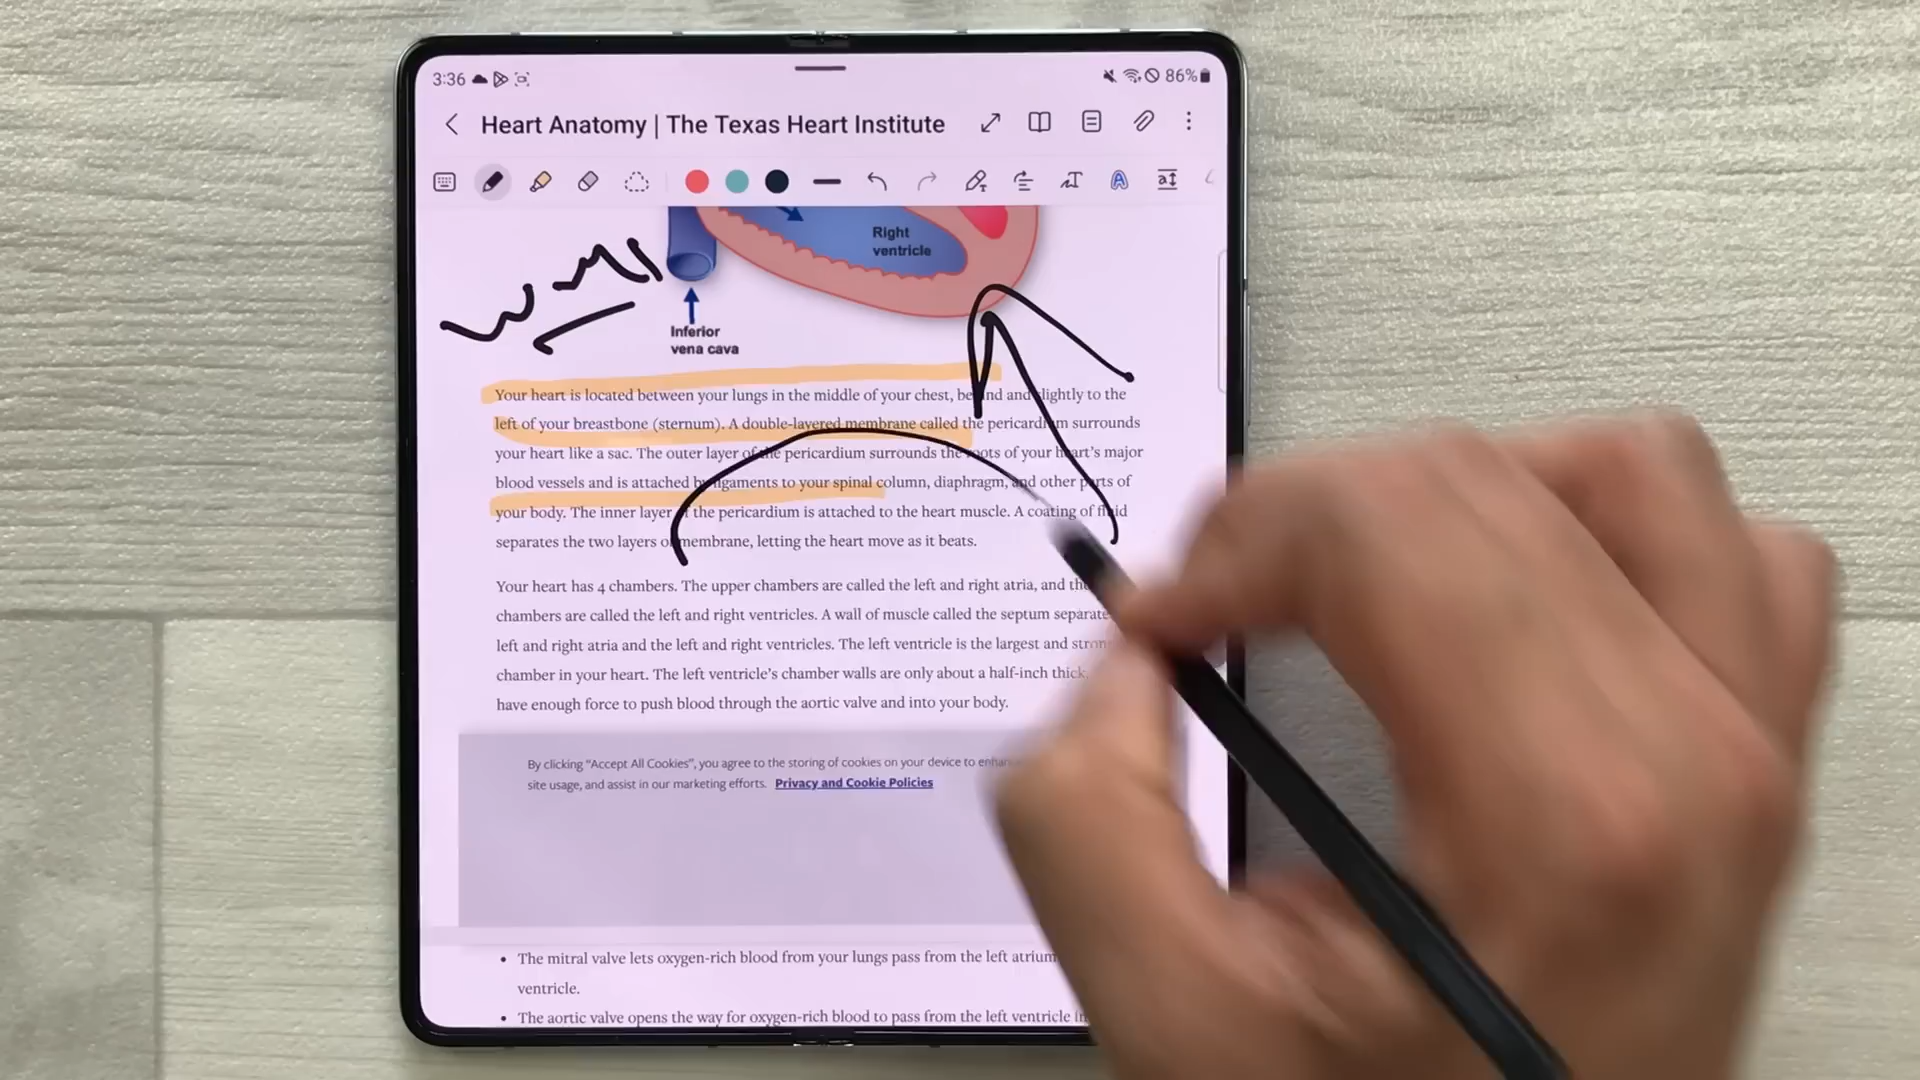 3:36 86%
Heart Anatomy | The Texas Heart Institute
Right
ventricle
Inferior
vena cava
Your heart is located between your lungs in the middle of your chest, behind and slightly to the
left of your breastbone (sternum). A double-layered membrane called the pericardium surrounds
your heart like a sac. The outer layer of the pericardium surrounds the roots of your heart's major
blood vessels and is attached by ligaments to your spinal column, diaphragm, and other parts of
your body. The inner layer of the pericardium is attached to the heart muscle. A coating of fluid
separates the two layers of membrane, letting the heart move as it beats.
Your heart has 4 chambers. The upper chambers are called the left and right atria, and the
chambers are called the left and right ventricles. A wall of muscle called the septum separate
left and right atria and the left and right ventricles. The left ventricle is the largest and stron
chamber in your heart. The left ventricle's chamber walls are only about a half-inch thick,
have enough force to push blood through the aortic valve and into your body.
By clicking "Accept All Cookies", you agree to the storing of cookies on your device to enhan
site usage, and assist in our marketing efforts. Privacy and Cookie Policies
• The mitral valve lets oxygen-rich blood from your lungs pass from the left atrium
ventricle.
• The aortic valve opens the way for oxygen-rich blood to pass from the left ventricle in